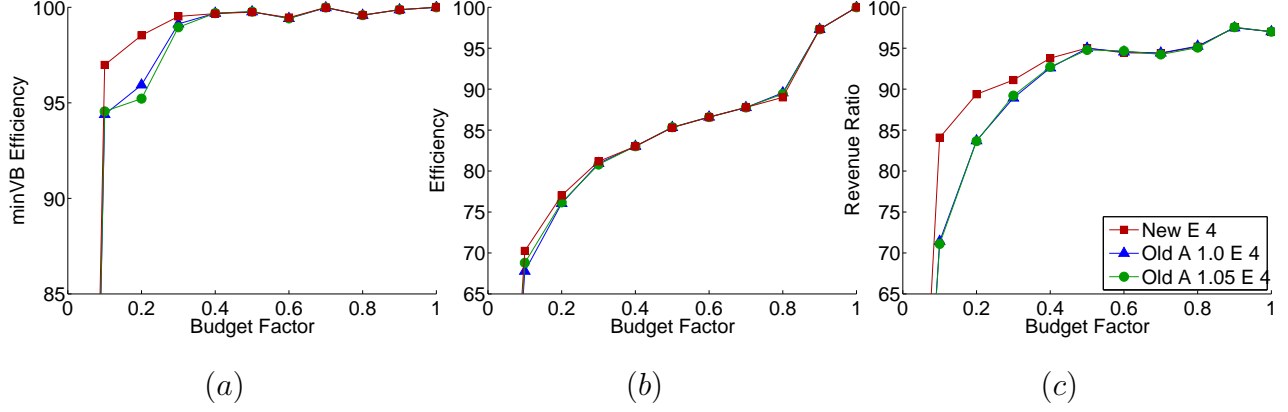 100
95
90
85
0 0.2 0.4 0.6 0.8 1
minVB Efficiency
Budget Factor
(a)
100
95
90
85
80
75
70
65
0 0.2 0.4 0.6 0.8 1
Efficiency
Budget Factor
(b)
100
95
90
85
80
75
70
65
0 0.2 0.4 0.6 0.8 1
Revenue Ratio
Budget Factor
New E 4
Old A 1.0 E 4
Old A 1.05 E 4
(c)